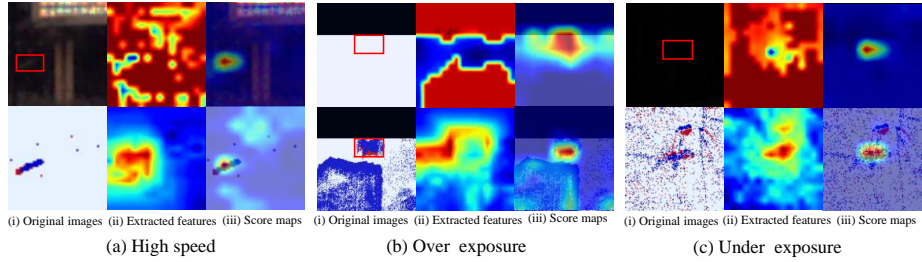 (i) Original images (ii) Extracted features (iii) Score maps
(a) High speed
(i) Original images (ii) Extracted features (iii) Score maps
(b) Over exposure
(i) Original images (ii) Extracted features (iii) Score maps
(c) Under exposure